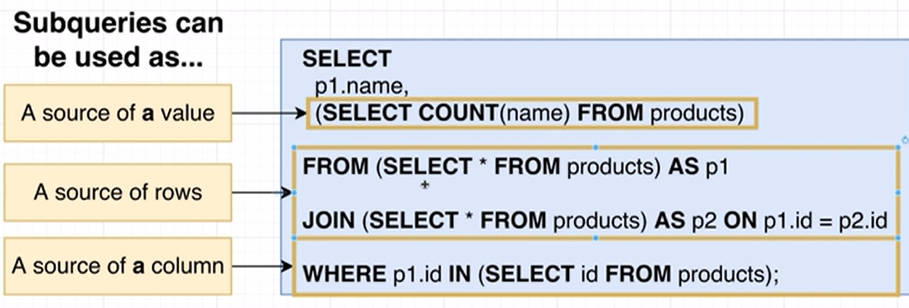 Subqueries can
be used as...
A source of a value
A source of rows
A source of a column
SELECT
p1.name,
(SELECT COUNT(name) FROM products)
FROM (SELECT * FROM products) AS p1
JOIN (SELECT * FROM products) AS p2 ON p1.id = p2.id
WHERE p1.id IN (SELECT id FROM products);